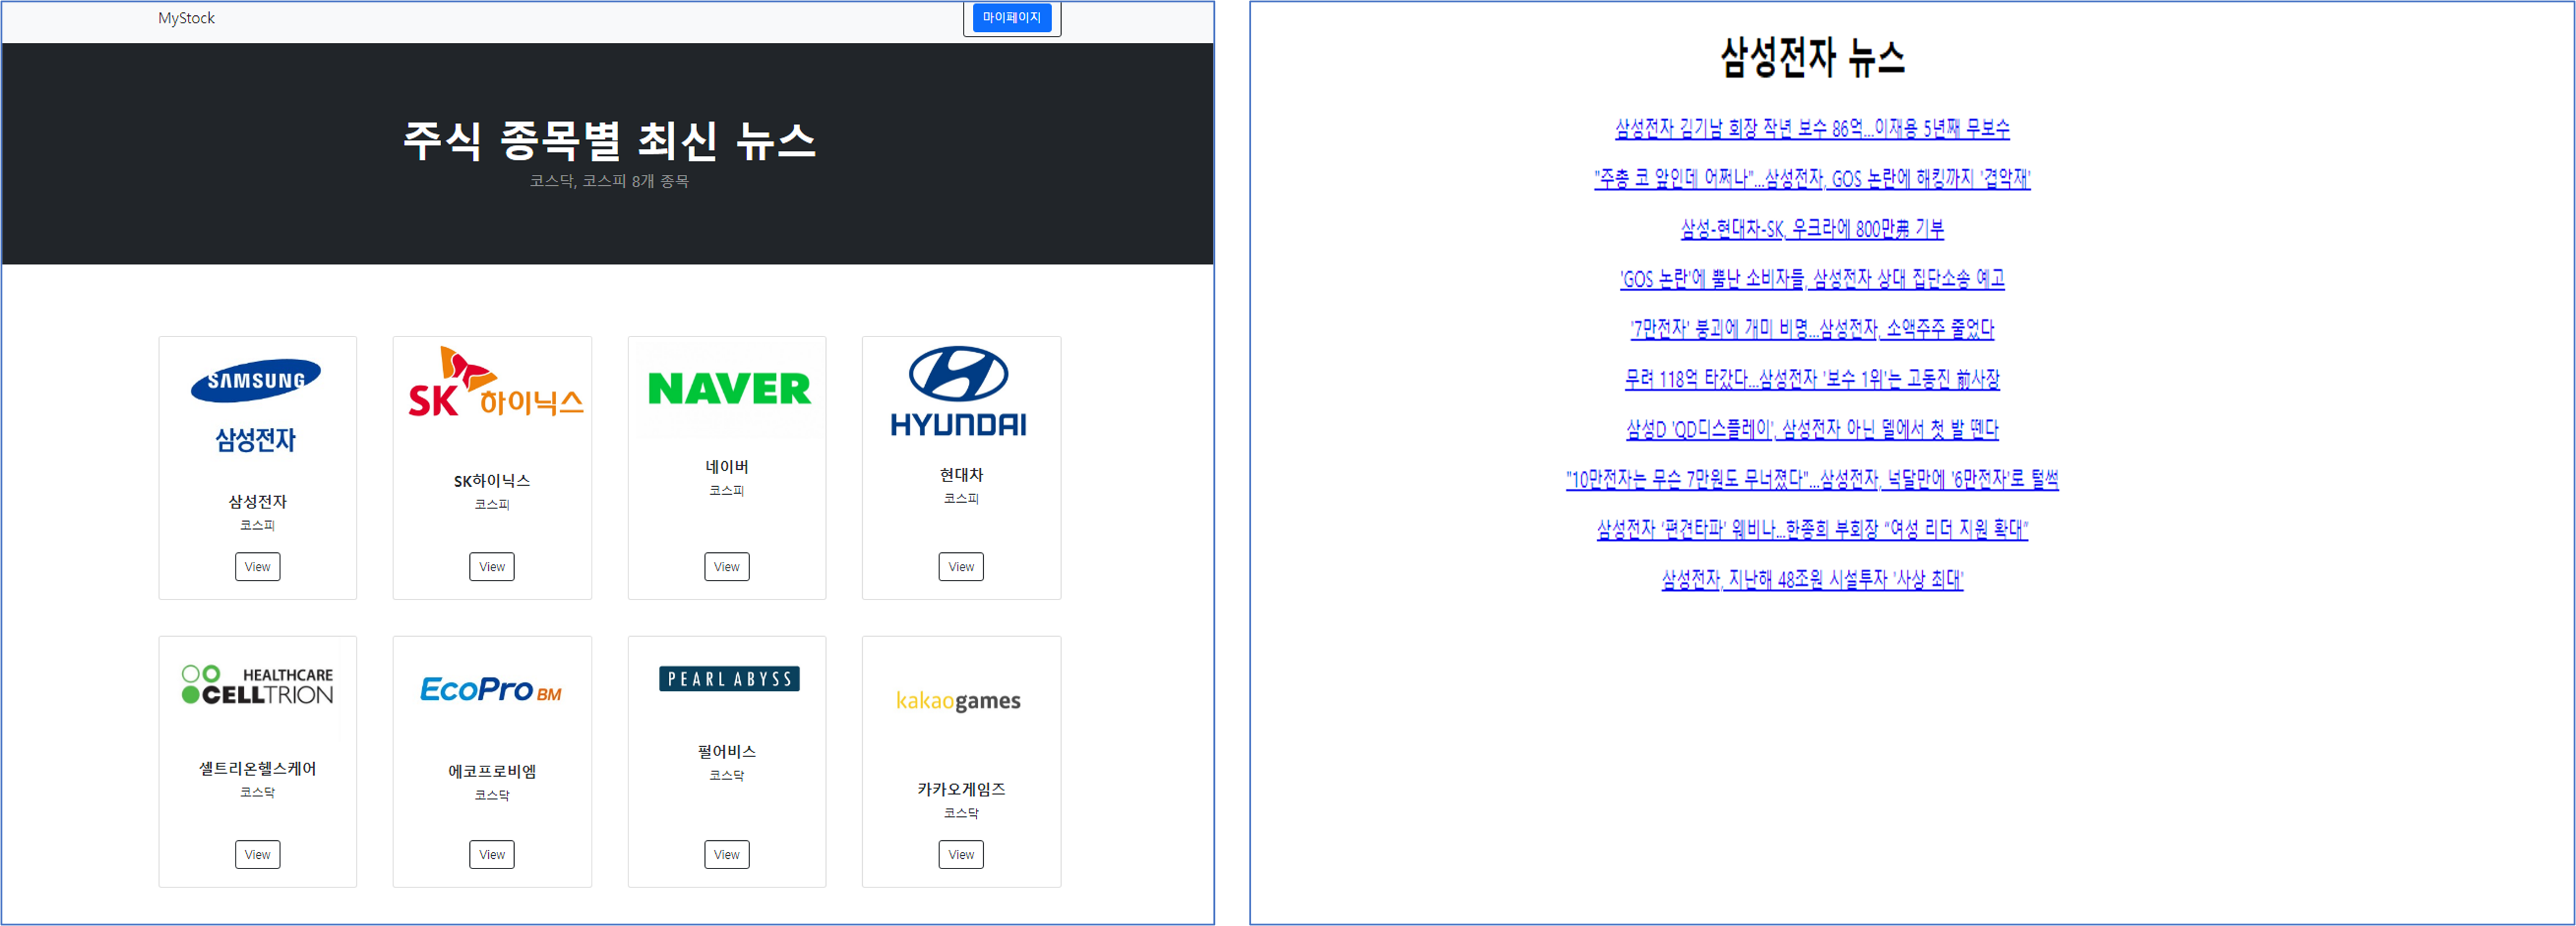 MyStock
마이페이지
주식 종목별 최신 뉴스
코스닥, 코스피 8개 종목
SAMSUNG
삼성전자
삼성전자
코스피
View
SK 하이닉스
SK하이닉스
코스피
View
NAVER
네이버
코스피
View
HYUNDAI
현대차
코스피
View
HEALTHCARE
CELLTRION
셀트리온헬스케어
코스닥
View
EcoPro BM
에코프로비엠
코스닥
View
PEARL ABYSS
펄어비스
코스닥
View
kakaogames
카카오게임즈
코스닥
View
삼성전자 뉴스
삼성전자 김기남 회장 작년 보수 86억...이재용 5년째 무보수
"주총 코 앞인데 어쩌나"...삼성전자, GOS 논란에 해킹까지 '겹악재'
삼성-현대차-SK, 우크라에 800만弗 기부
'GOS 논란'에 뿔난 소비자들, 삼성전자 상대 집단소송 예고
'7만전자' 붕괴에 개미 비명...삼성전자, 소액주주 줄었다
무려 118억 타갔다...삼성전자 '보수 1위'는 고동진 前사장
삼성D 'QD디스플레이', 삼성전자 아닌 델에서 첫 발 뗀다
"10만전자는 무슨 7만원도 무너졌다"...삼성전자, 넉달만에 '6만전자'로 털썩
삼성전자 '편견타파' 웨비나...한종희 부회장 "여성 리더 지원 확대"
삼성전자, 지난해 48조원 시설투자 '사상 최대'